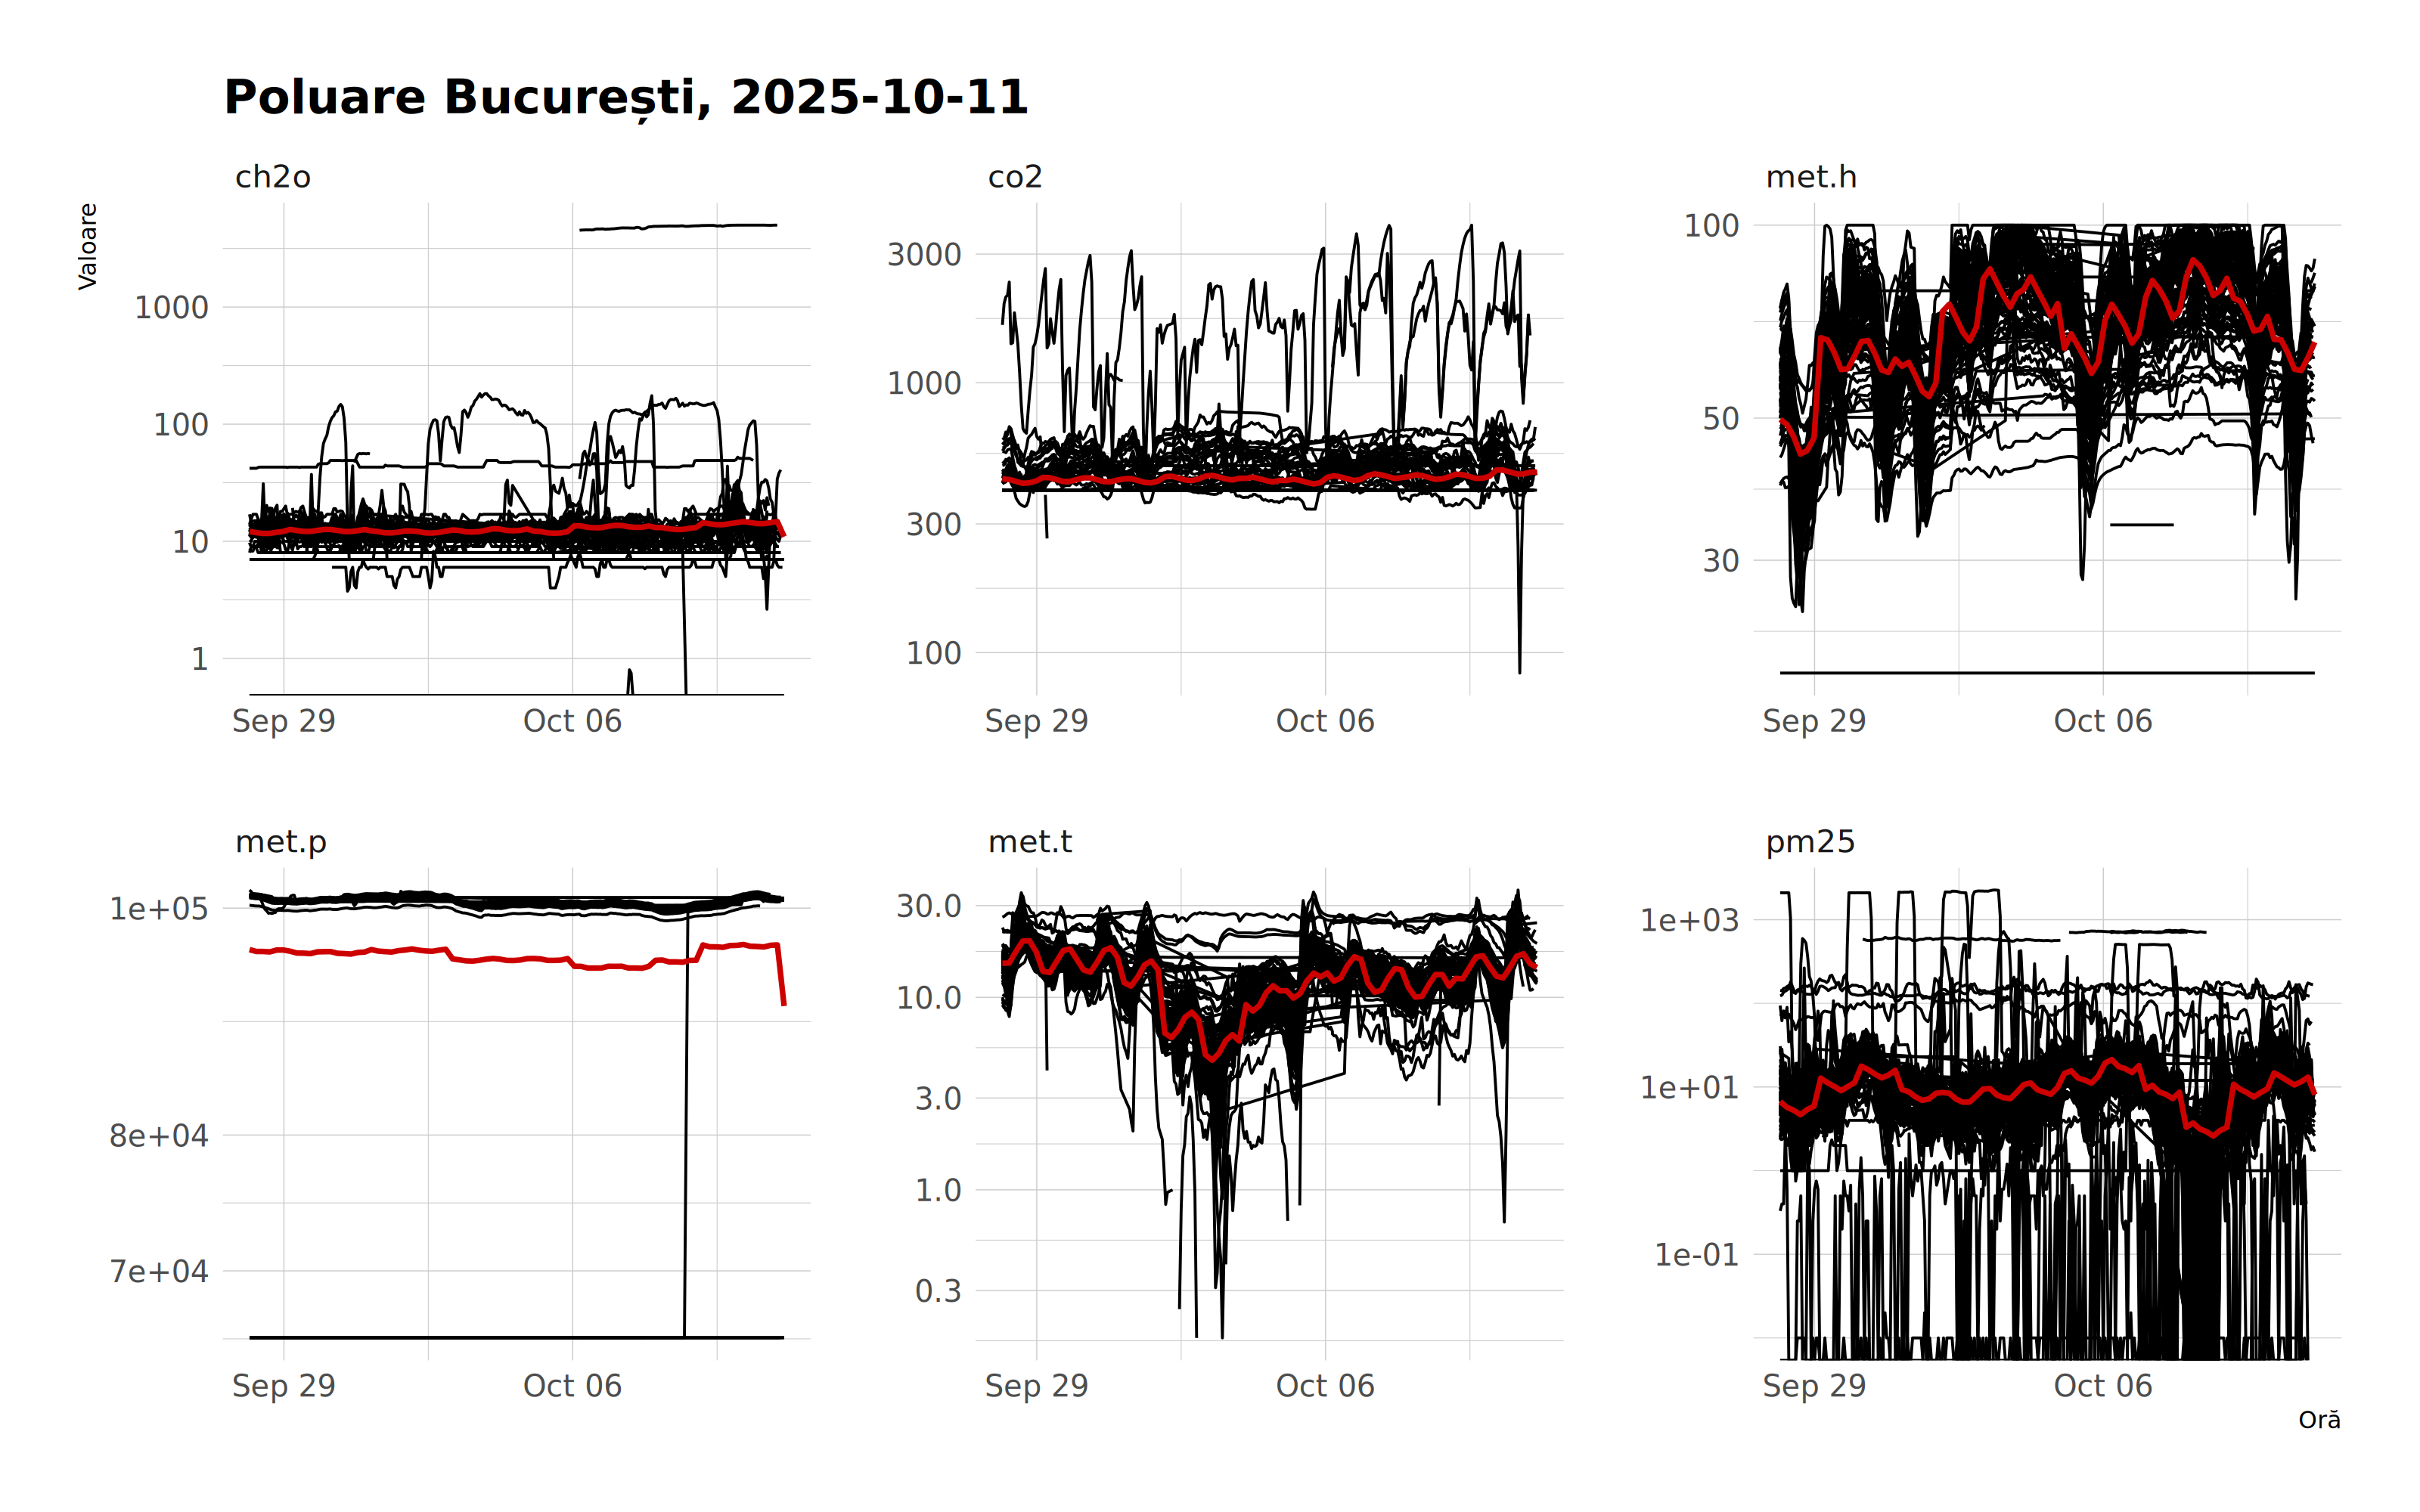 Poluare București, 2025-10-11
Valoare
ch2o
1000
100
10
1
Sep 29 Oct 06
co2
3000
1000
300
100
Sep 29 Oct 06
met.h
100
50
30
Sep 29 Oct 06
met.p
1e+05
8e+04
7e+04
Sep 29 Oct 06
met.t
30.0
10.0
3.0
1.0
0.3
Sep 29 Oct 06
pm25
1e+03
1e+01
1e-01
Sep 29 Oct 06
Oră